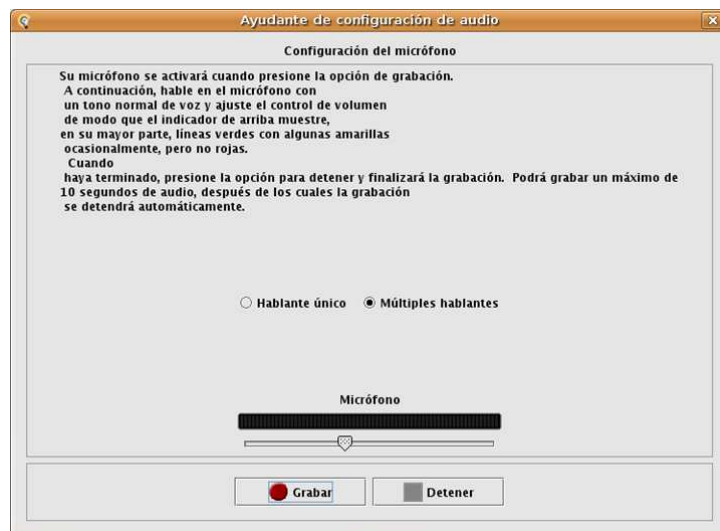 Ayudante de configuración de audio
Configuración del micrófono
Su micrófono se activará cuando presione la opción de grabación.
A continuación, hable en el micrófono con
un tono normal de voz y ajuste el control de volumen
de modo que el indicador de arriba muestre,
en su mayor parte, líneas verdes con algunas amarillas
ocasionalmente, pero no rojas.
Cuando
haya terminado, presione la opción para detener y finalizará la grabación. Podrá grabar un máximo de
10 segundos de audio, después de los cuales la grabación
se detendrá automáticamente.
Hablante único Múltiples hablantes
Micrófono
Grabar Detener